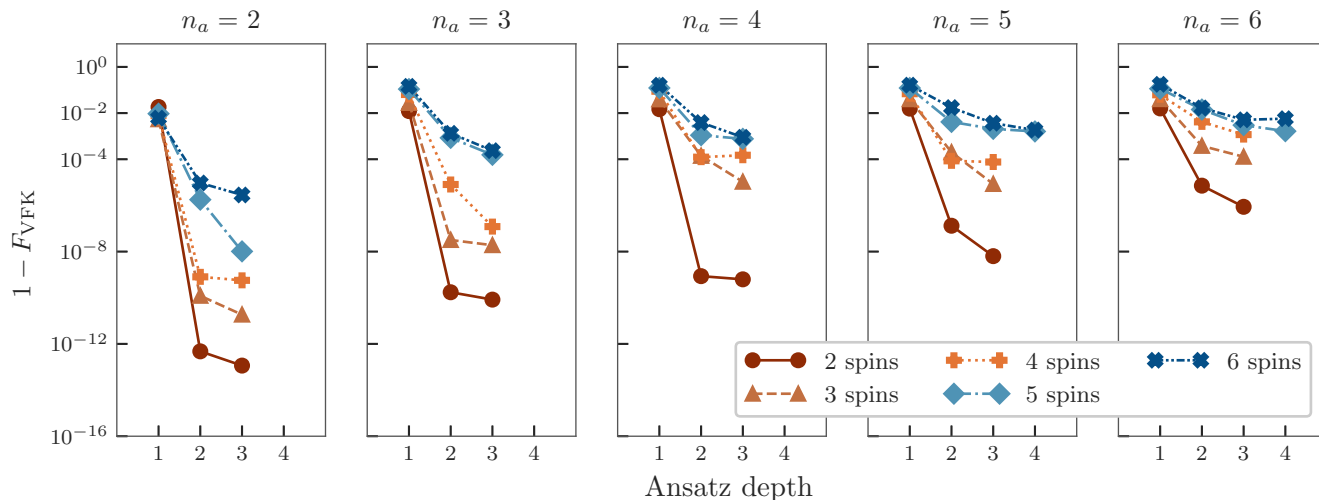 n_a = 2 n_a = 3 n_a = 4 n_a = 5 n_a = 6
10^0
10^{-2}
10^{-4}
10^{-8}
10^{-12}
10^{-16}
1 − F_VFK
1 2 3 4 1 2 3 4 1 2 3 4 1 2 3 4 1 2 3 4
Ansatz depth
2 spins 4 spins 6 spins
3 spins 5 spins